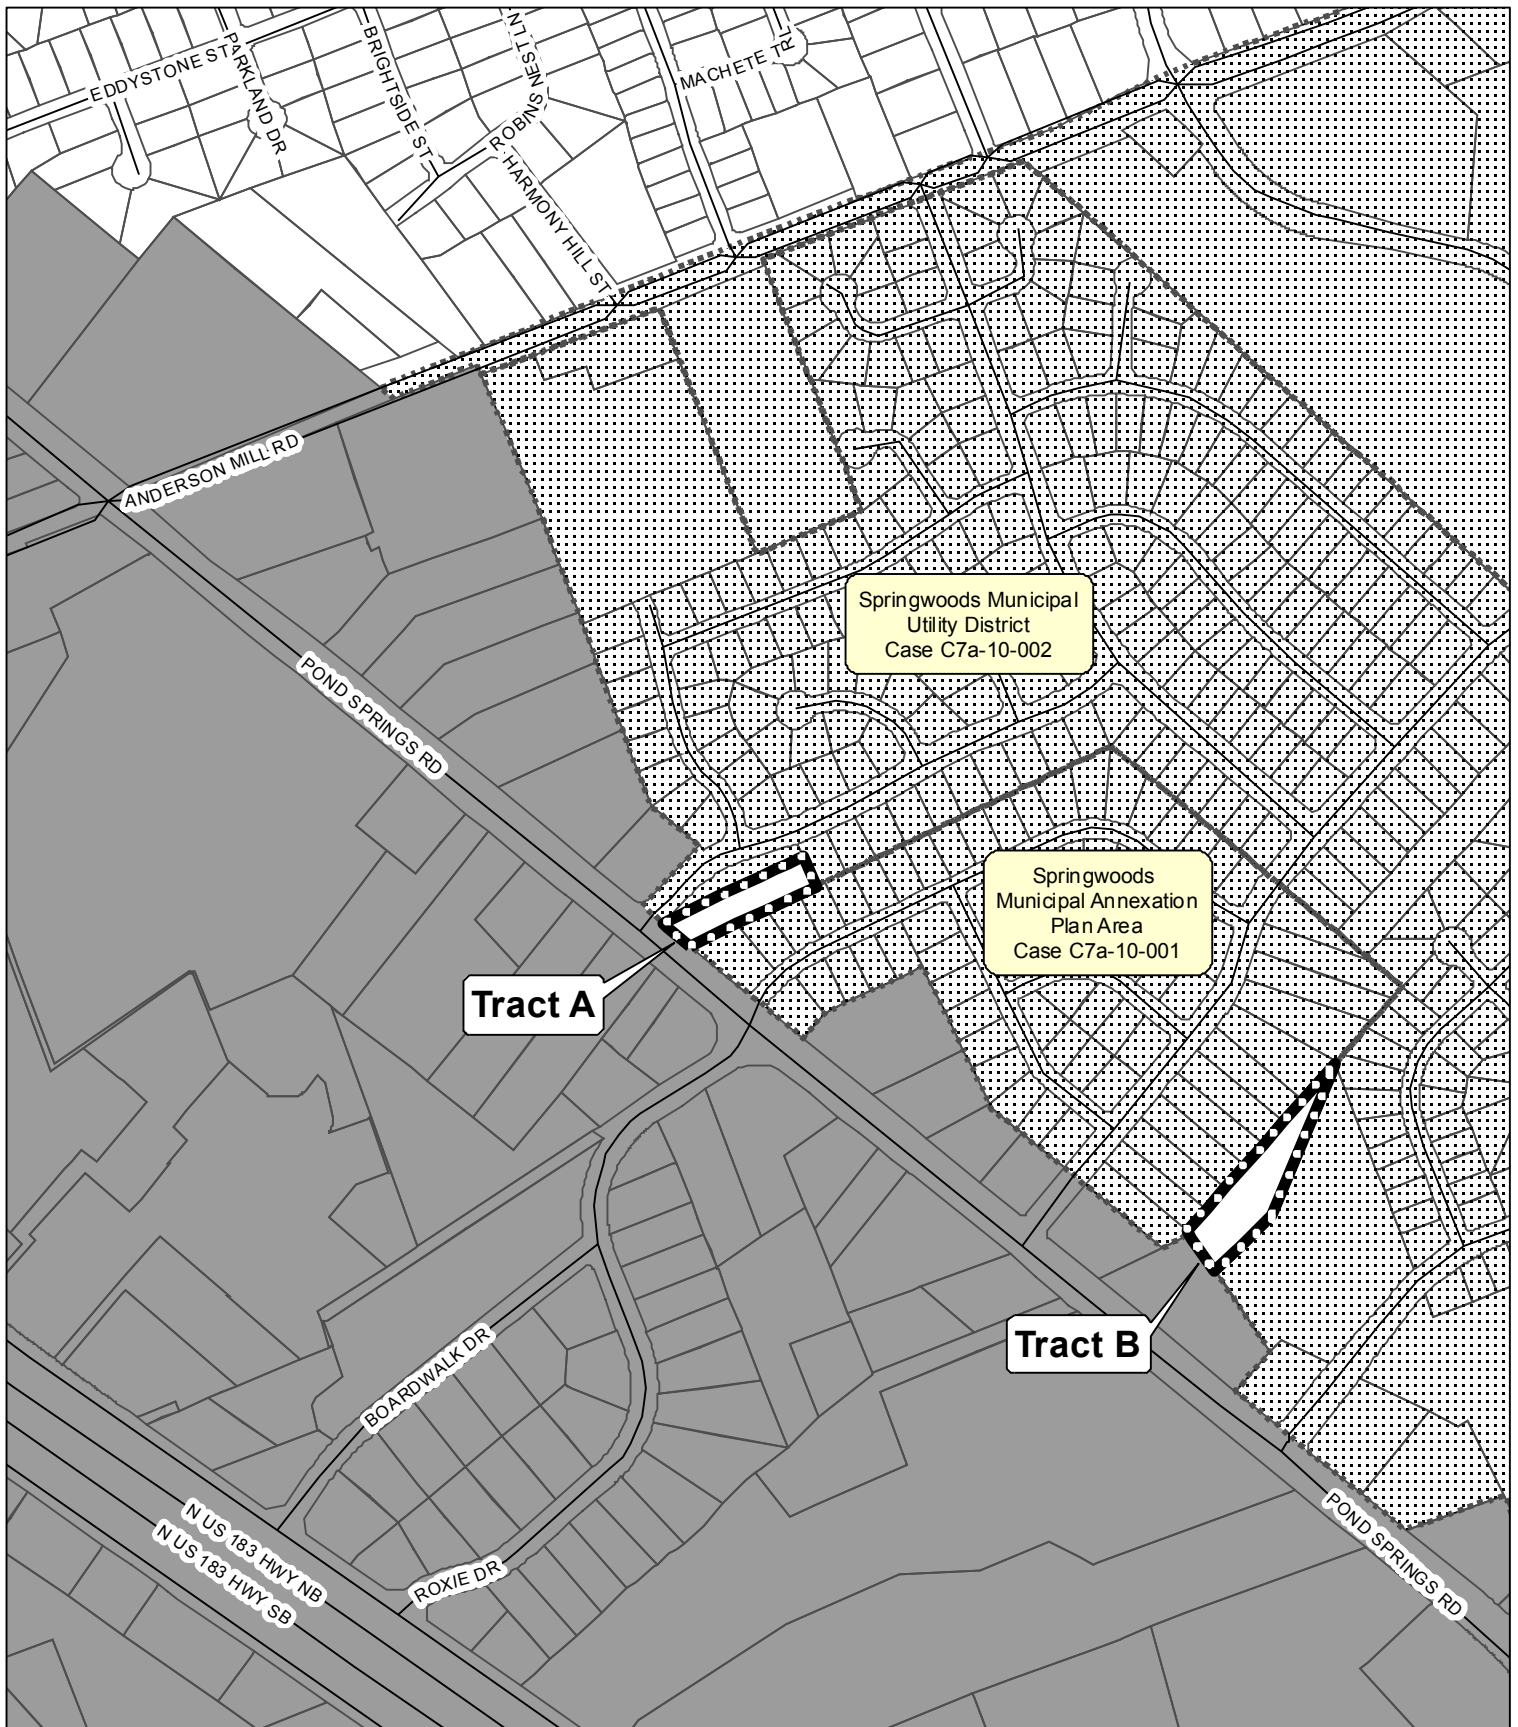 EDDYSTONE ST
PARKLAND DR
BRIGHTSIDE ST
ROBINS NEST LN
MACHETE TRL
HARMONY HILL ST
ANDERSON MILL RD
POND SPRINGS RD
Springwoods Municipal
Utility District
Case C7a-10-002
Springwoods
Municipal Annexation
Plan Area
Case C7a-10-001
Tract A
Tract B
BOARDWALK DR
ROXIE DR
N US 183 HWY NB
N US 183 HWY SB
POND SPRINGS RD